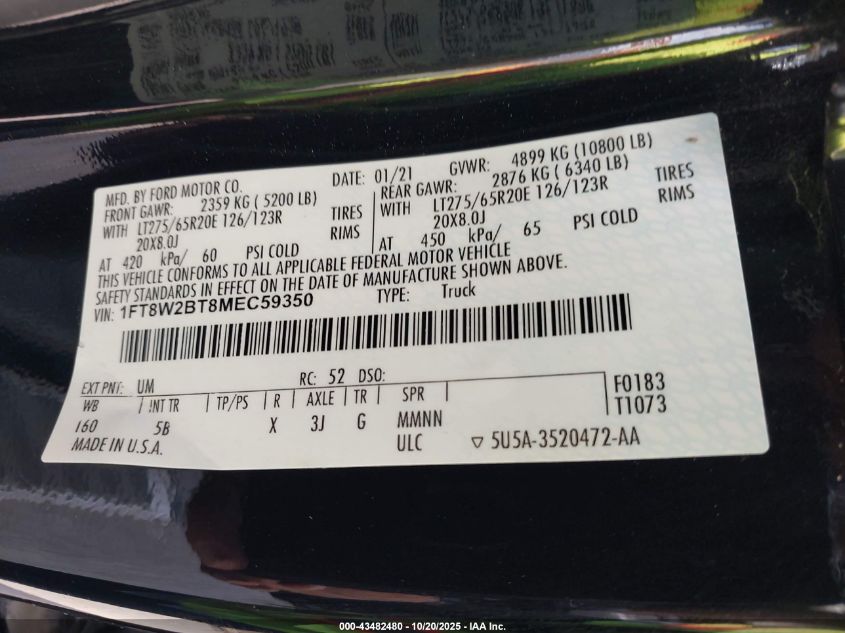 MFD. BY FORD MOTOR CO. DATE: 01/21 GVWR: 4899 KG (10800 LB)
FRONT GAWR: 2359 KG ( 5200 LB) REAR GAWR: 2876 KG ( 6340 LB)
WITH LT275/65R20E 126/123R TIRES WITH LT275/65R20E 126/123R TIRES
20X8.0J RIMS 20X8.0J RIMS
AT 420 kPa/ 60 PSI COLD AT 450 kPa/ 65 PSI COLD
THIS VEHICLE CONFORMS TO ALL APPLICABLE FEDERAL MOTOR VEHICLE
SAFETY STANDARDS IN EFFECT ON THE DATE OF MANUFACTURE SHOWN ABOVE.
VIN: 1FT8W2BT8MEC59350 TYPE: Truck
EXT PNT: UM RC: 52 DSO: F0183
WB INT TR TP/PS R AXLE TR SPR T1073
160 5B X 3J G MMNN
MADE IN U.S.A. ULC ▽ 5U5A-3520472-AA
000-43482480 - 10/20/2025 - IAA Inc.